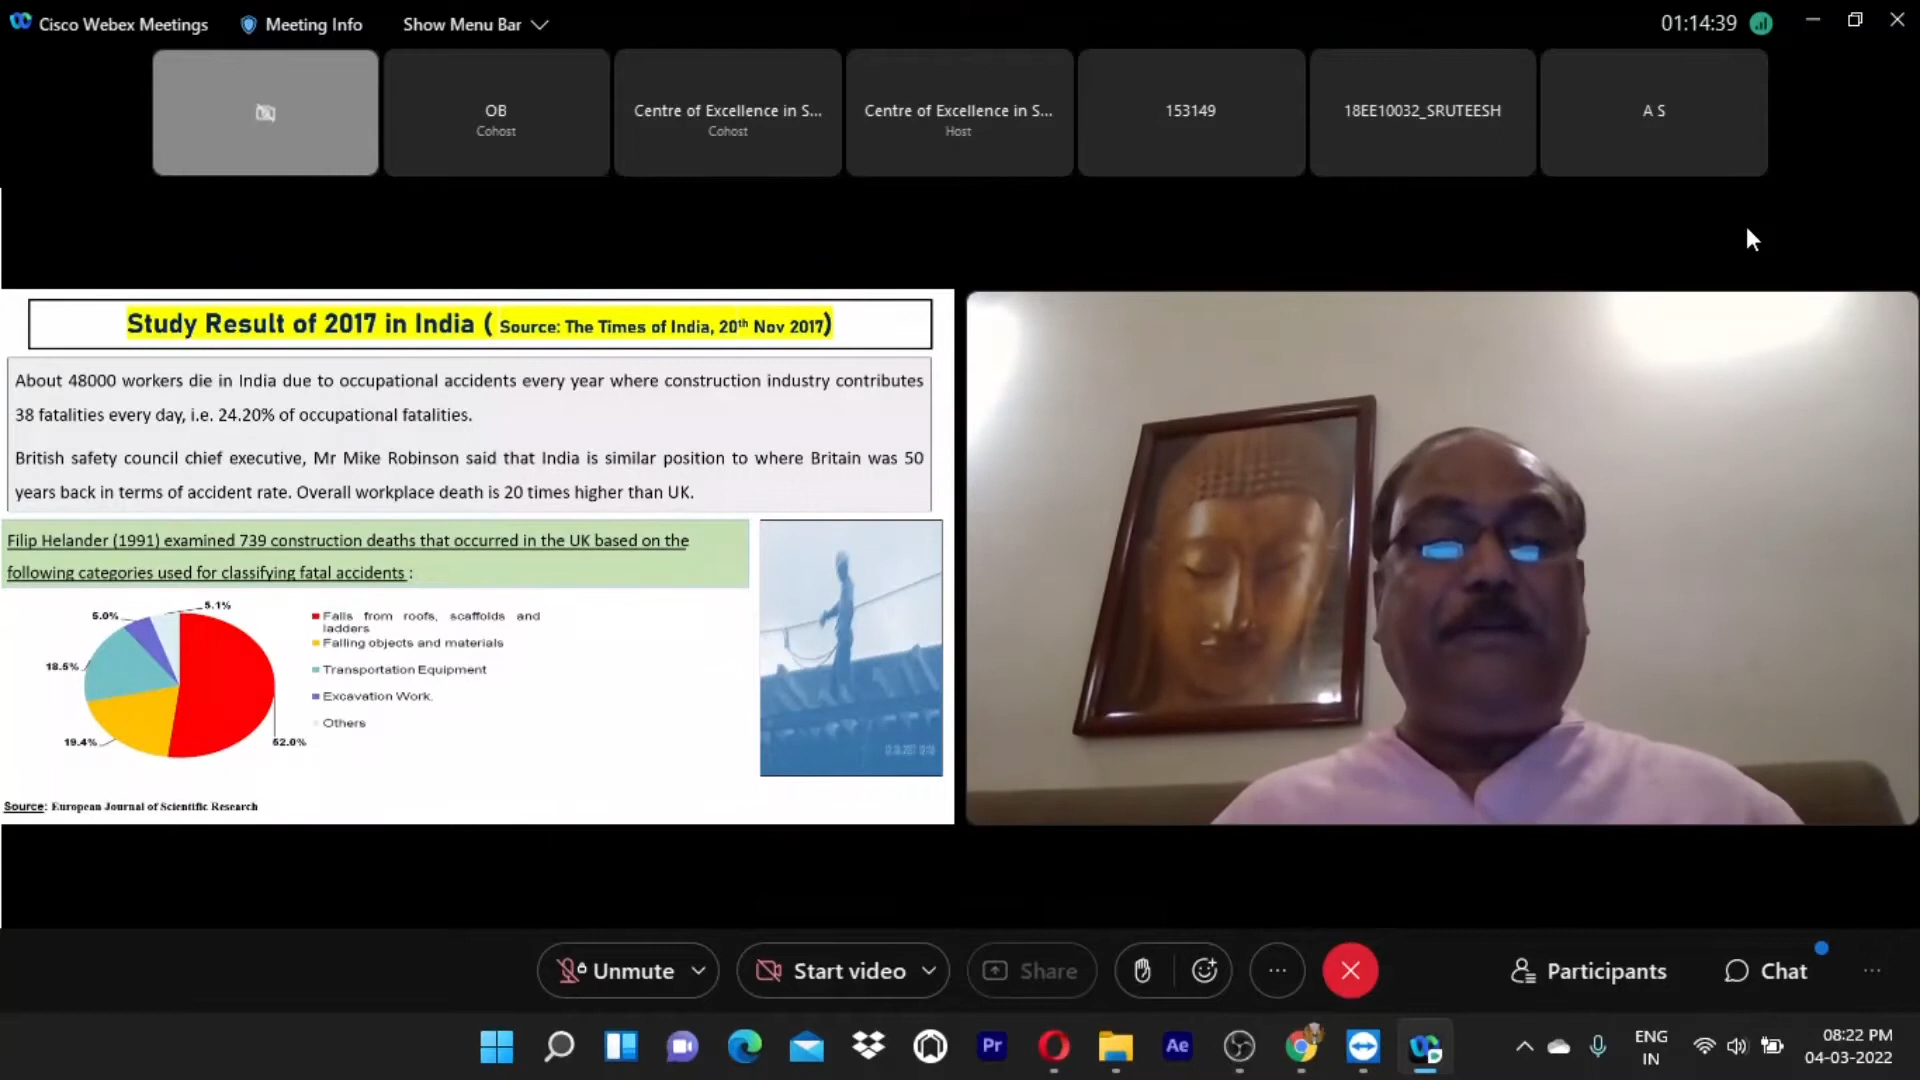 Cisco Webex Meetings
Meeting Info
Show Menu Bar
01:14:39
OB
Cohost
Centre of Excellence in S...
Cohost
Centre of Excellence in S...
Host
153149
18EE10032_SRUTEESH
A S
Study Result of 2017 in India ( Source: The Times of India, 20th Nov 2017)
About 48000 workers die in India due to occupational accidents every year where construction industry contributes
38 fatalities every day, i.e. 24.20% of occupational fatalities.
British safety council chief executive, Mr Mike Robinson said that India is similar position to where Britain was 50
years back in terms of accident rate. Overall workplace death is 20 times higher than UK.
Filip Helander (1991) examined 739 construction deaths that occurred in the UK based on the
following categories used for classifying fatal accidents :
5.1%
5.0%
18.5%
19.4%
52.0%
Falls from roofs, scaffolds and
ladders
Falling objects and materials
Transportation Equipment
Excavation Work.
Others
Source: European Journal of Scientific Research
Unmute
Start video
Share
Participants
Chat
Pr
Ae
ENG
IN
08:22 PM
04-03-2022